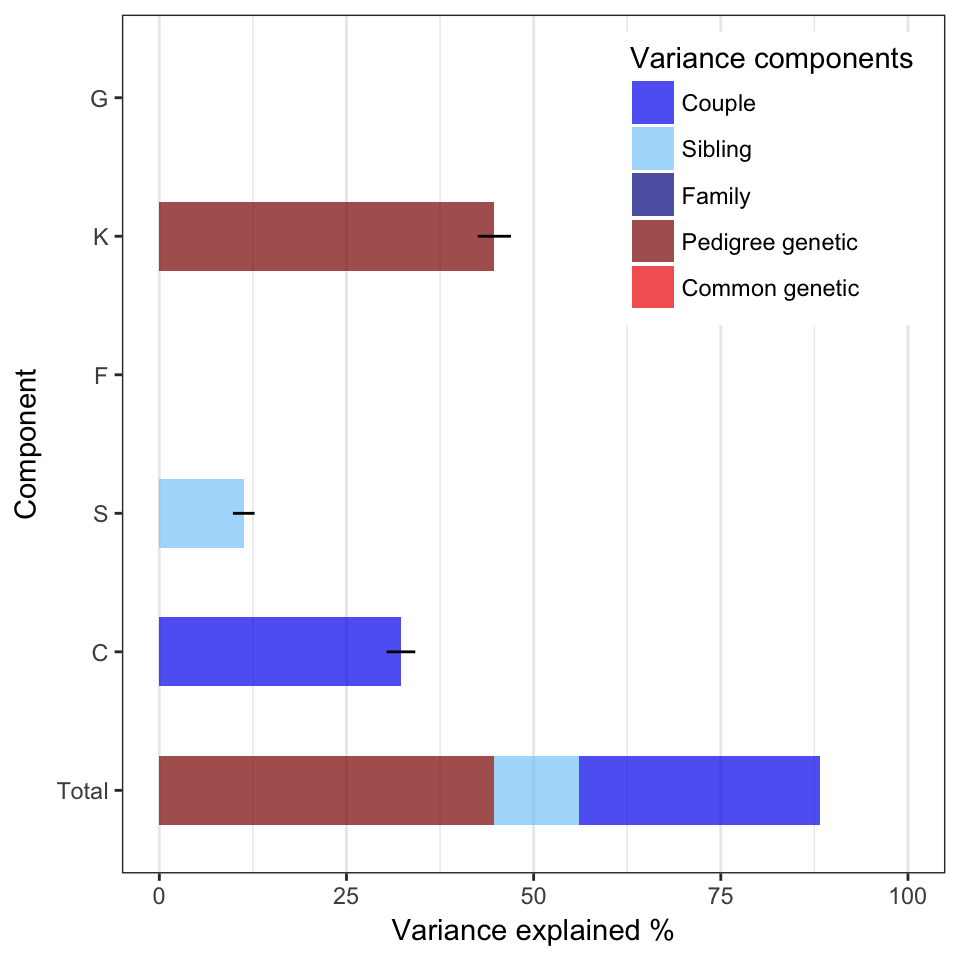 Variance components
Couple
Sibling
Family
Pedigree genetic
Common genetic
G
K
F
S
C
Total
Component
0 25 50 75 100
Variance explained %